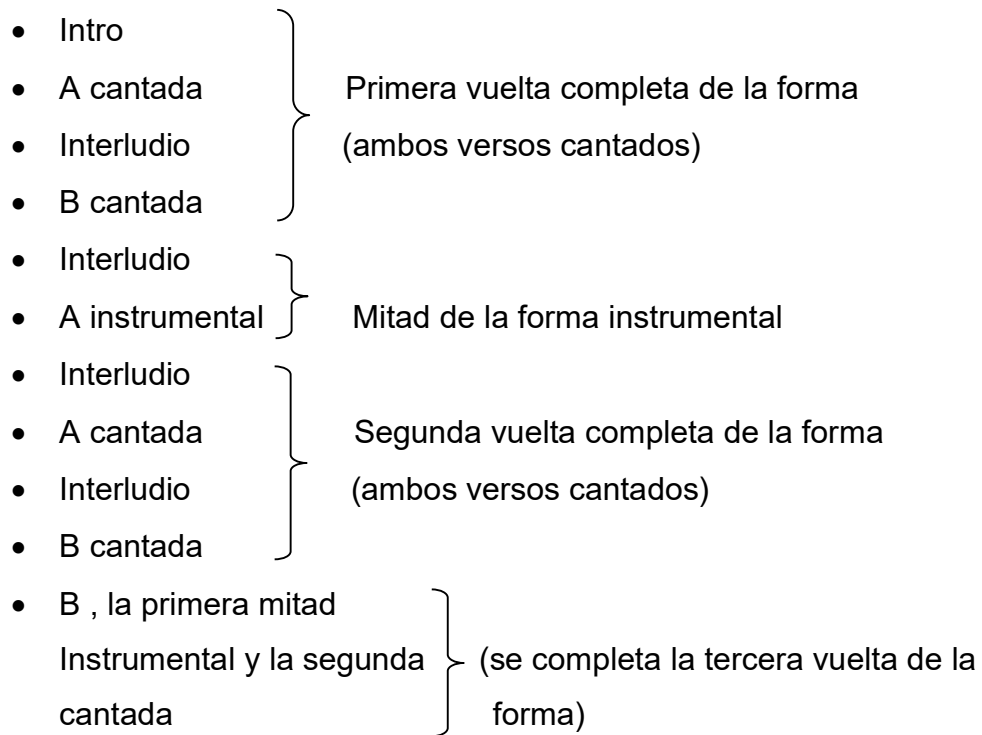 • Intro
• A cantada Primera vuelta completa de la forma
• Interludio (ambos versos cantados)
• B cantada
• Interludio
• A instrumental Mitad de la forma instrumental
• Interludio
• A cantada Segunda vuelta completa de la forma
• Interludio (ambos versos cantados)
• B cantada
• B , la primera mitad
Instrumental y la segunda (se completa la tercera vuelta de la
cantada forma)